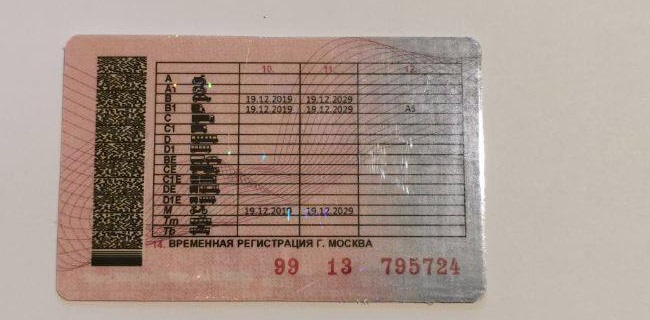 10. 11. 12.
A
A1
B 19.12.2019 19.12.2029
B1 19.12.2019 19.12.2029 AS
C
C1
D
D1
BE
CE
C1E
DE
D1E
M 19.12.2019 19.12.2029
Tm
Tb
14. ВРЕМЕННАЯ РЕГИСТРАЦИЯ Г. МОСКВА
99 13 795724